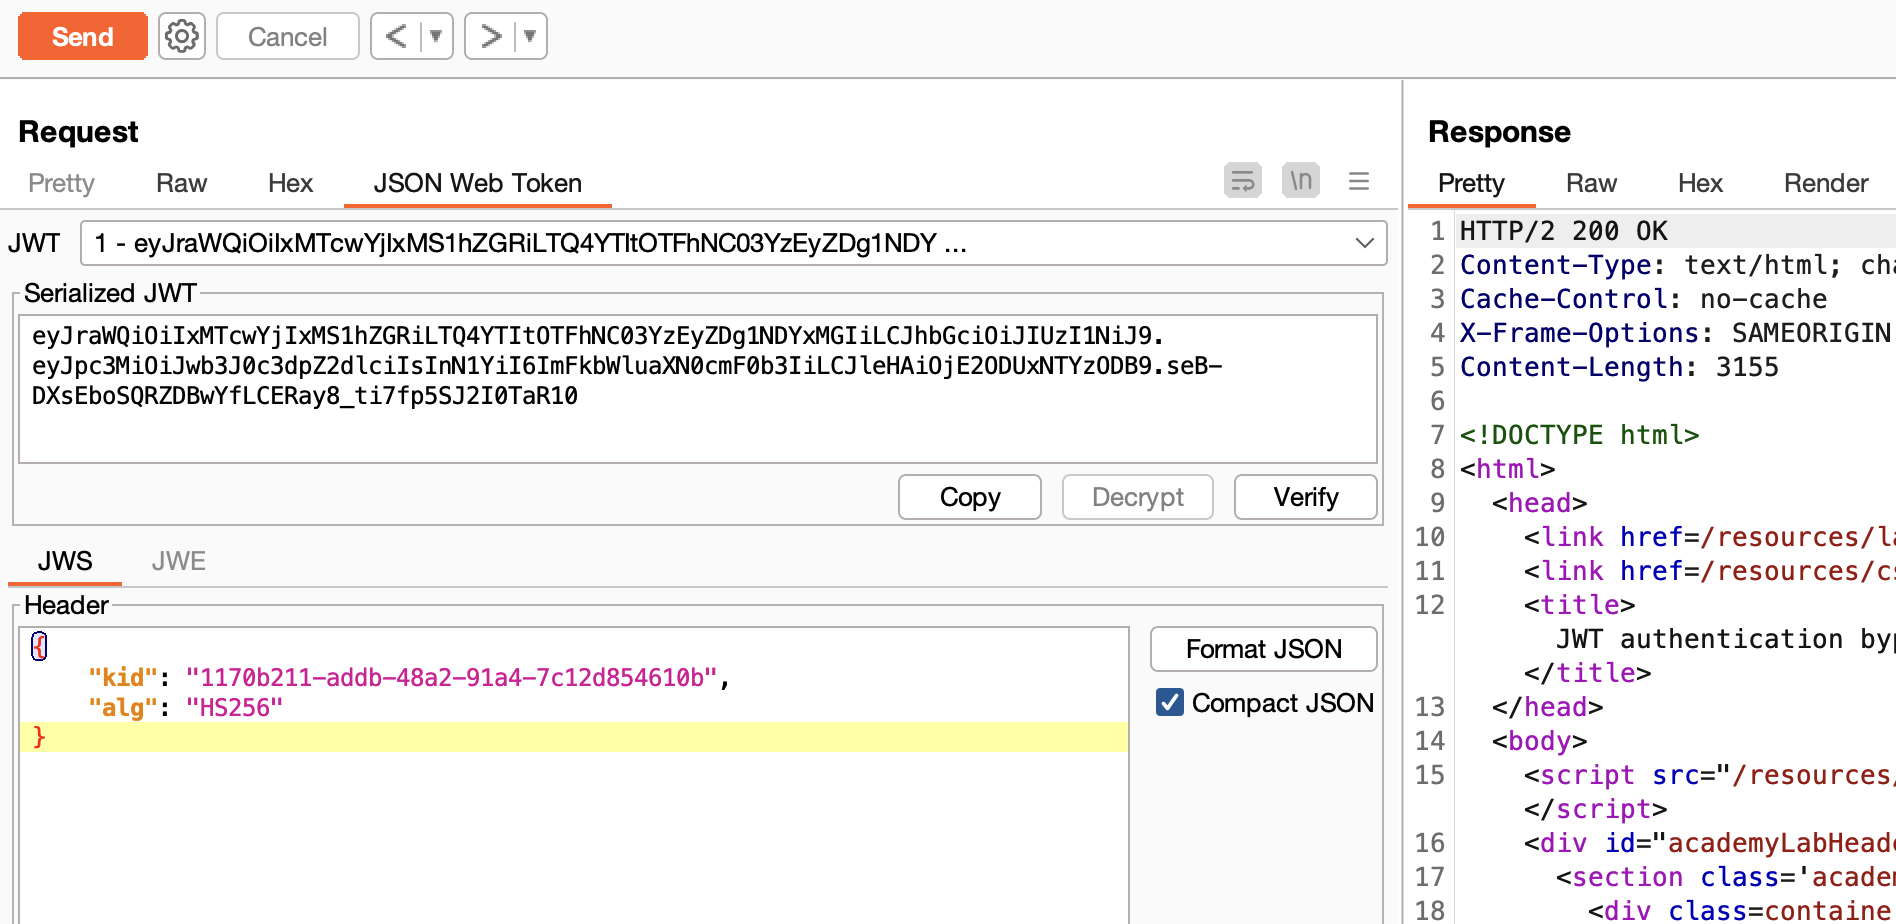 Send
Cancel
<
>
Request
Pretty
Raw
Hex
JSON Web Token
\n
JWT
1 - eyJraWQiOiIxMTcwYjIxMS1hZGRiLTQ4YTItOTFhNC03YzEyZDg1NDY ...
Serialized JWT
eyJraWQiOiIxMTcwYjIxMS1hZGRiLTQ4YTItOTFhNC03YzEyZDg1NDYxMGIiLCJhbGciOiJIUzI1NiJ9.
eyJpc3MiOiJwb3J0c3dpZ2dlciIsInN1YiI6ImFkbWluaXN0cmF0b3IiLCJleHAiOjE2ODUxNTYzODB9.seB-
DXsEboSQRZDBwYfLCERay8_ti7fp5SJ2I0TaR10
Copy
Decrypt
Verify
JWS
JWE
Header
{
"kid": "1170b211-addb-48a2-91a4-7c12d854610b",
"alg": "HS256"
}
Format JSON
Compact JSON
Response
Pretty
Raw
Hex
Render
1 HTTP/2 200 OK
2 Content-Type: text/html; cha
3 Cache-Control: no-cache
4 X-Frame-Options: SAMEORIGIN
5 Content-Length: 3155
6
7 <!DOCTYPE html>
8 <html>
9 <head>
10 <link href=/resources/la
11 <link href=/resources/cs
12 <title>
JWT authentication byp
</title>
13 </head>
14 <body>
15 <script src="/resources/
</script>
16 <div id="academyLabHeade
17 <section class='academ
18 <div class=containe